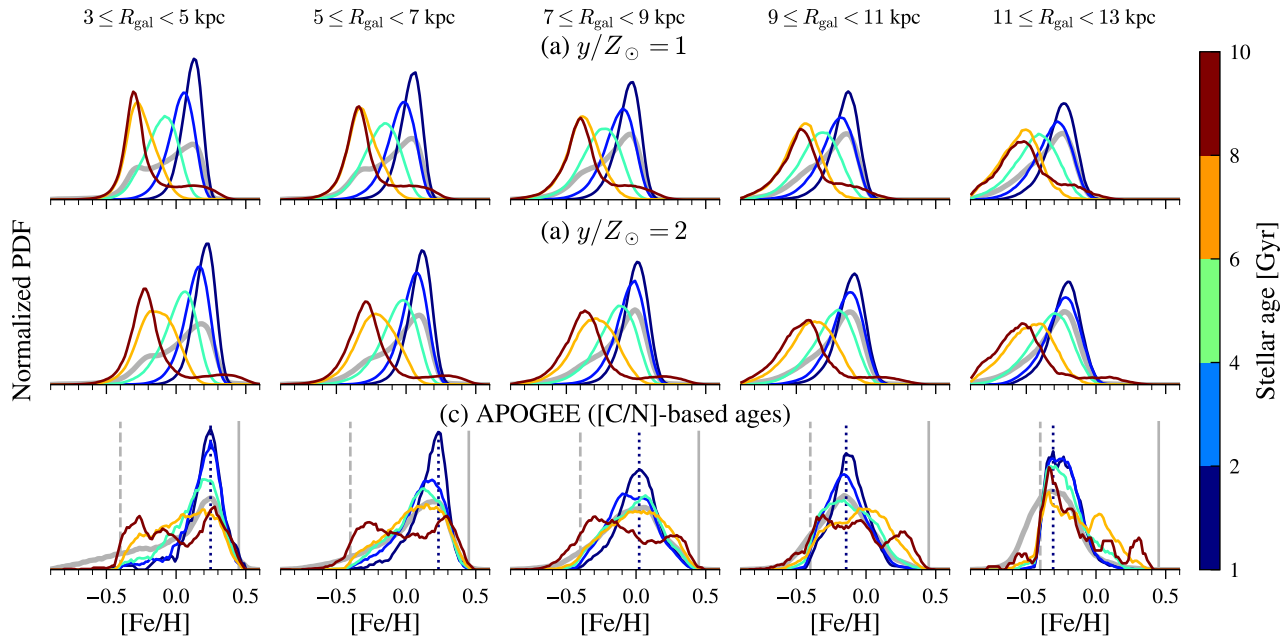 3 ≤ R_gal < 5 kpc
5 ≤ R_gal < 7 kpc
7 ≤ R_gal < 9 kpc
9 ≤ R_gal < 11 kpc
11 ≤ R_gal < 13 kpc
(a) y/Z_⊙ = 1
(a) y/Z_⊙ = 2
(c) APOGEE ([C/N]-based ages)
Normalized PDF
−0.5 0.0 0.5
−0.5 0.0 0.5
−0.5 0.0 0.5
−0.5 0.0 0.5
−0.5 0.0 0.5
[Fe/H]
[Fe/H]
[Fe/H]
[Fe/H]
[Fe/H]
10
8
6
4
2
1
Stellar age [Gyr]